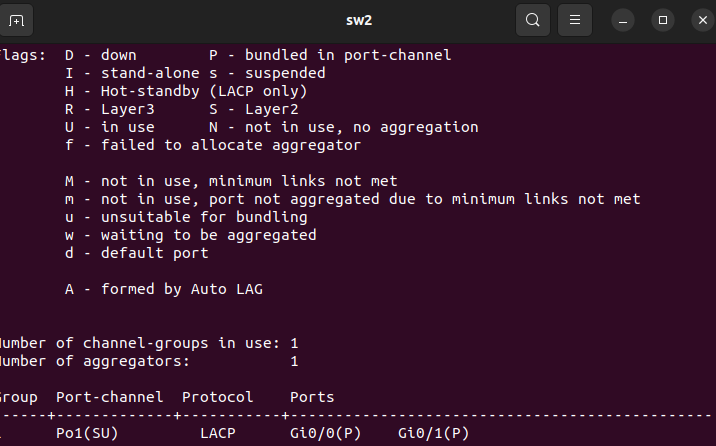 sw2
lags:  D - down        P - bundled in port-channel
       I - stand-alone s - suspended
       H - Hot-standby (LACP only)
       R - Layer3      S - Layer2
       U - in use      N - not in use, no aggregation
       f - failed to allocate aggregator
       M - not in use, minimum links not met
       m - not in use, port not aggregated due to minimum links not met
       u - unsuitable for bundling
       w - waiting to be aggregated
       d - default port
       A - formed by Auto LAG
Number of channel-groups in use: 1
Number of aggregators:           1
Group  Port-channel  Protocol    Ports
------+-------------+-----------+-----------------------------------------------
       Po1(SU)         LACP      Gi0/0(P)    Gi0/1(P)